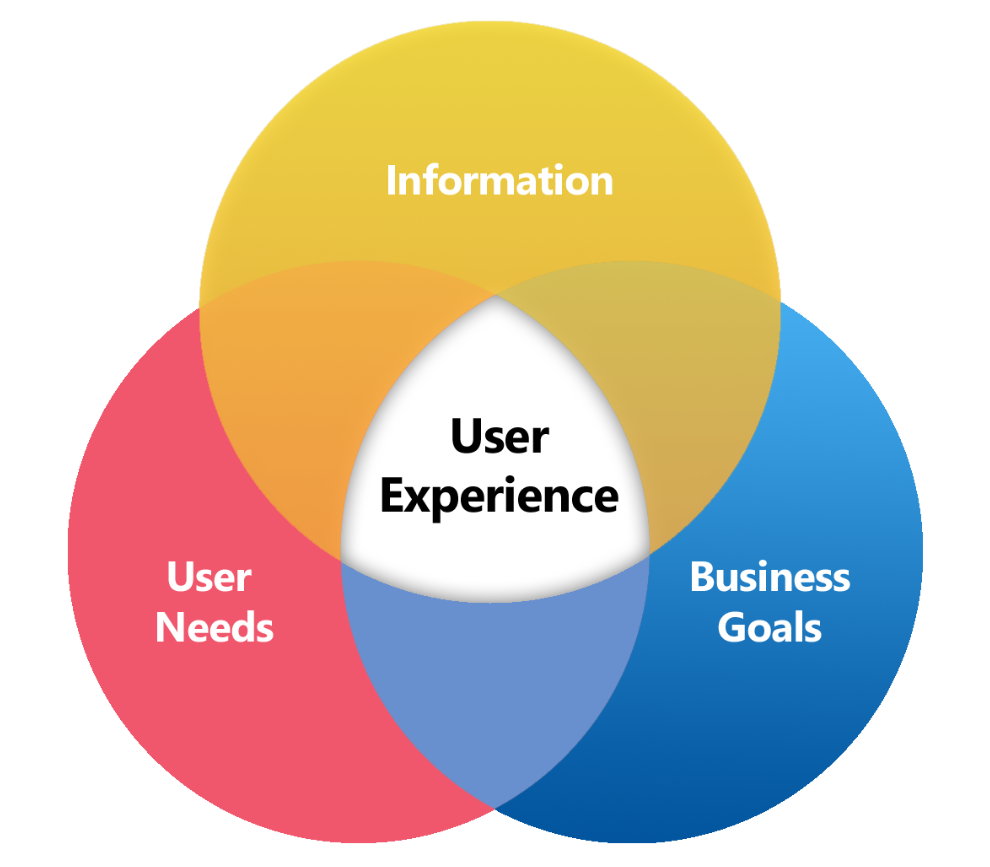 Information
User
Experience
User
Needs
Business
Goals